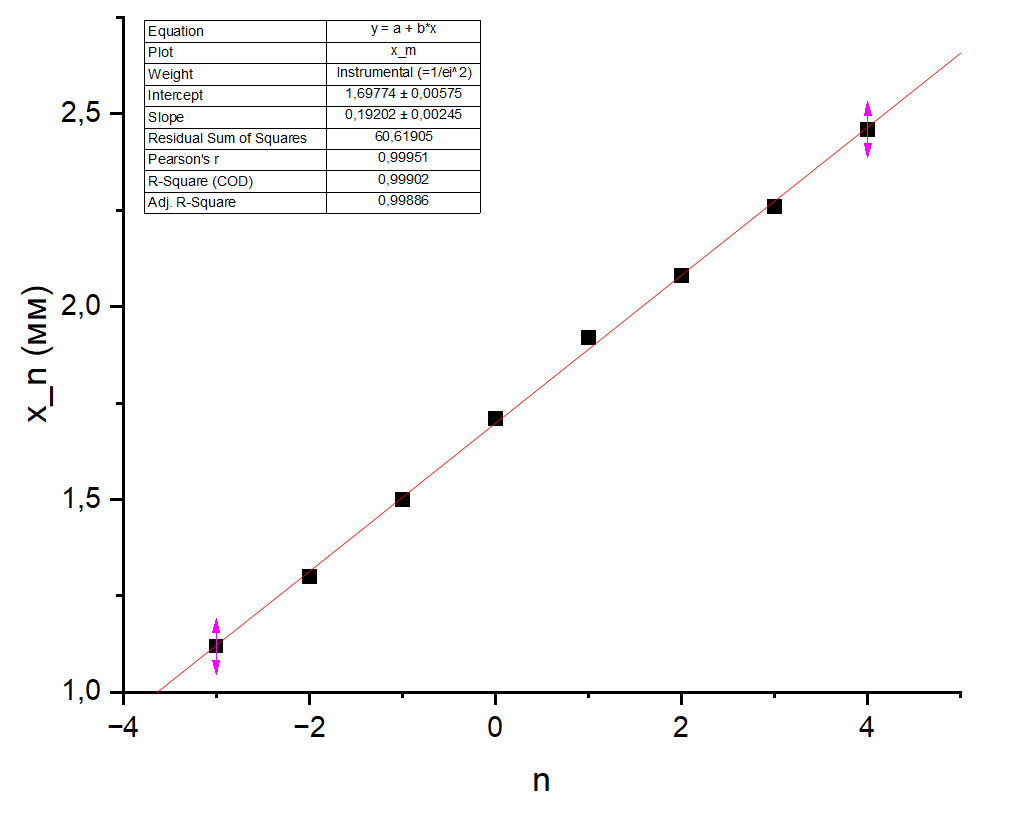 Equation y = a + b*x
Plot x_m
Weight Instrumental (=1/ei^2)
Intercept 1,69774 ± 0,00575
Slope 0,19202 ± 0,00245
Residual Sum of Squares 60,61905
Pearson's r 0,99951
R-Square (COD) 0,99902
Adj. R-Square 0,99886
2,5
2,0
1,5
1,0
x_n (мм)
−4 −2 0 2 4
n